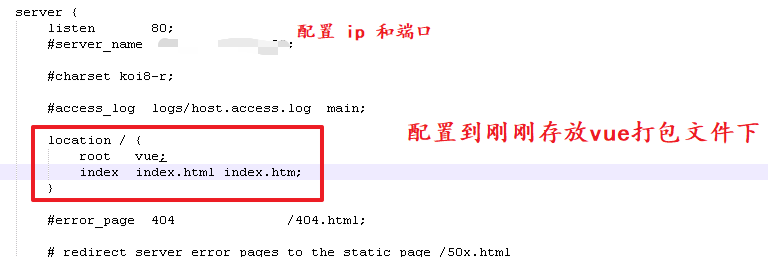 server {
listen 80;
#server_name ; 配置 ip 和端口
#charset koi8-r;
#access_log logs/host.access.log main;
location / {
root vue;
index index.html index.htm;
}
配置到刚刚存放vue打包文件下
#error_page 404 /404.html;
# redirect server error pages to the static page /50x.html